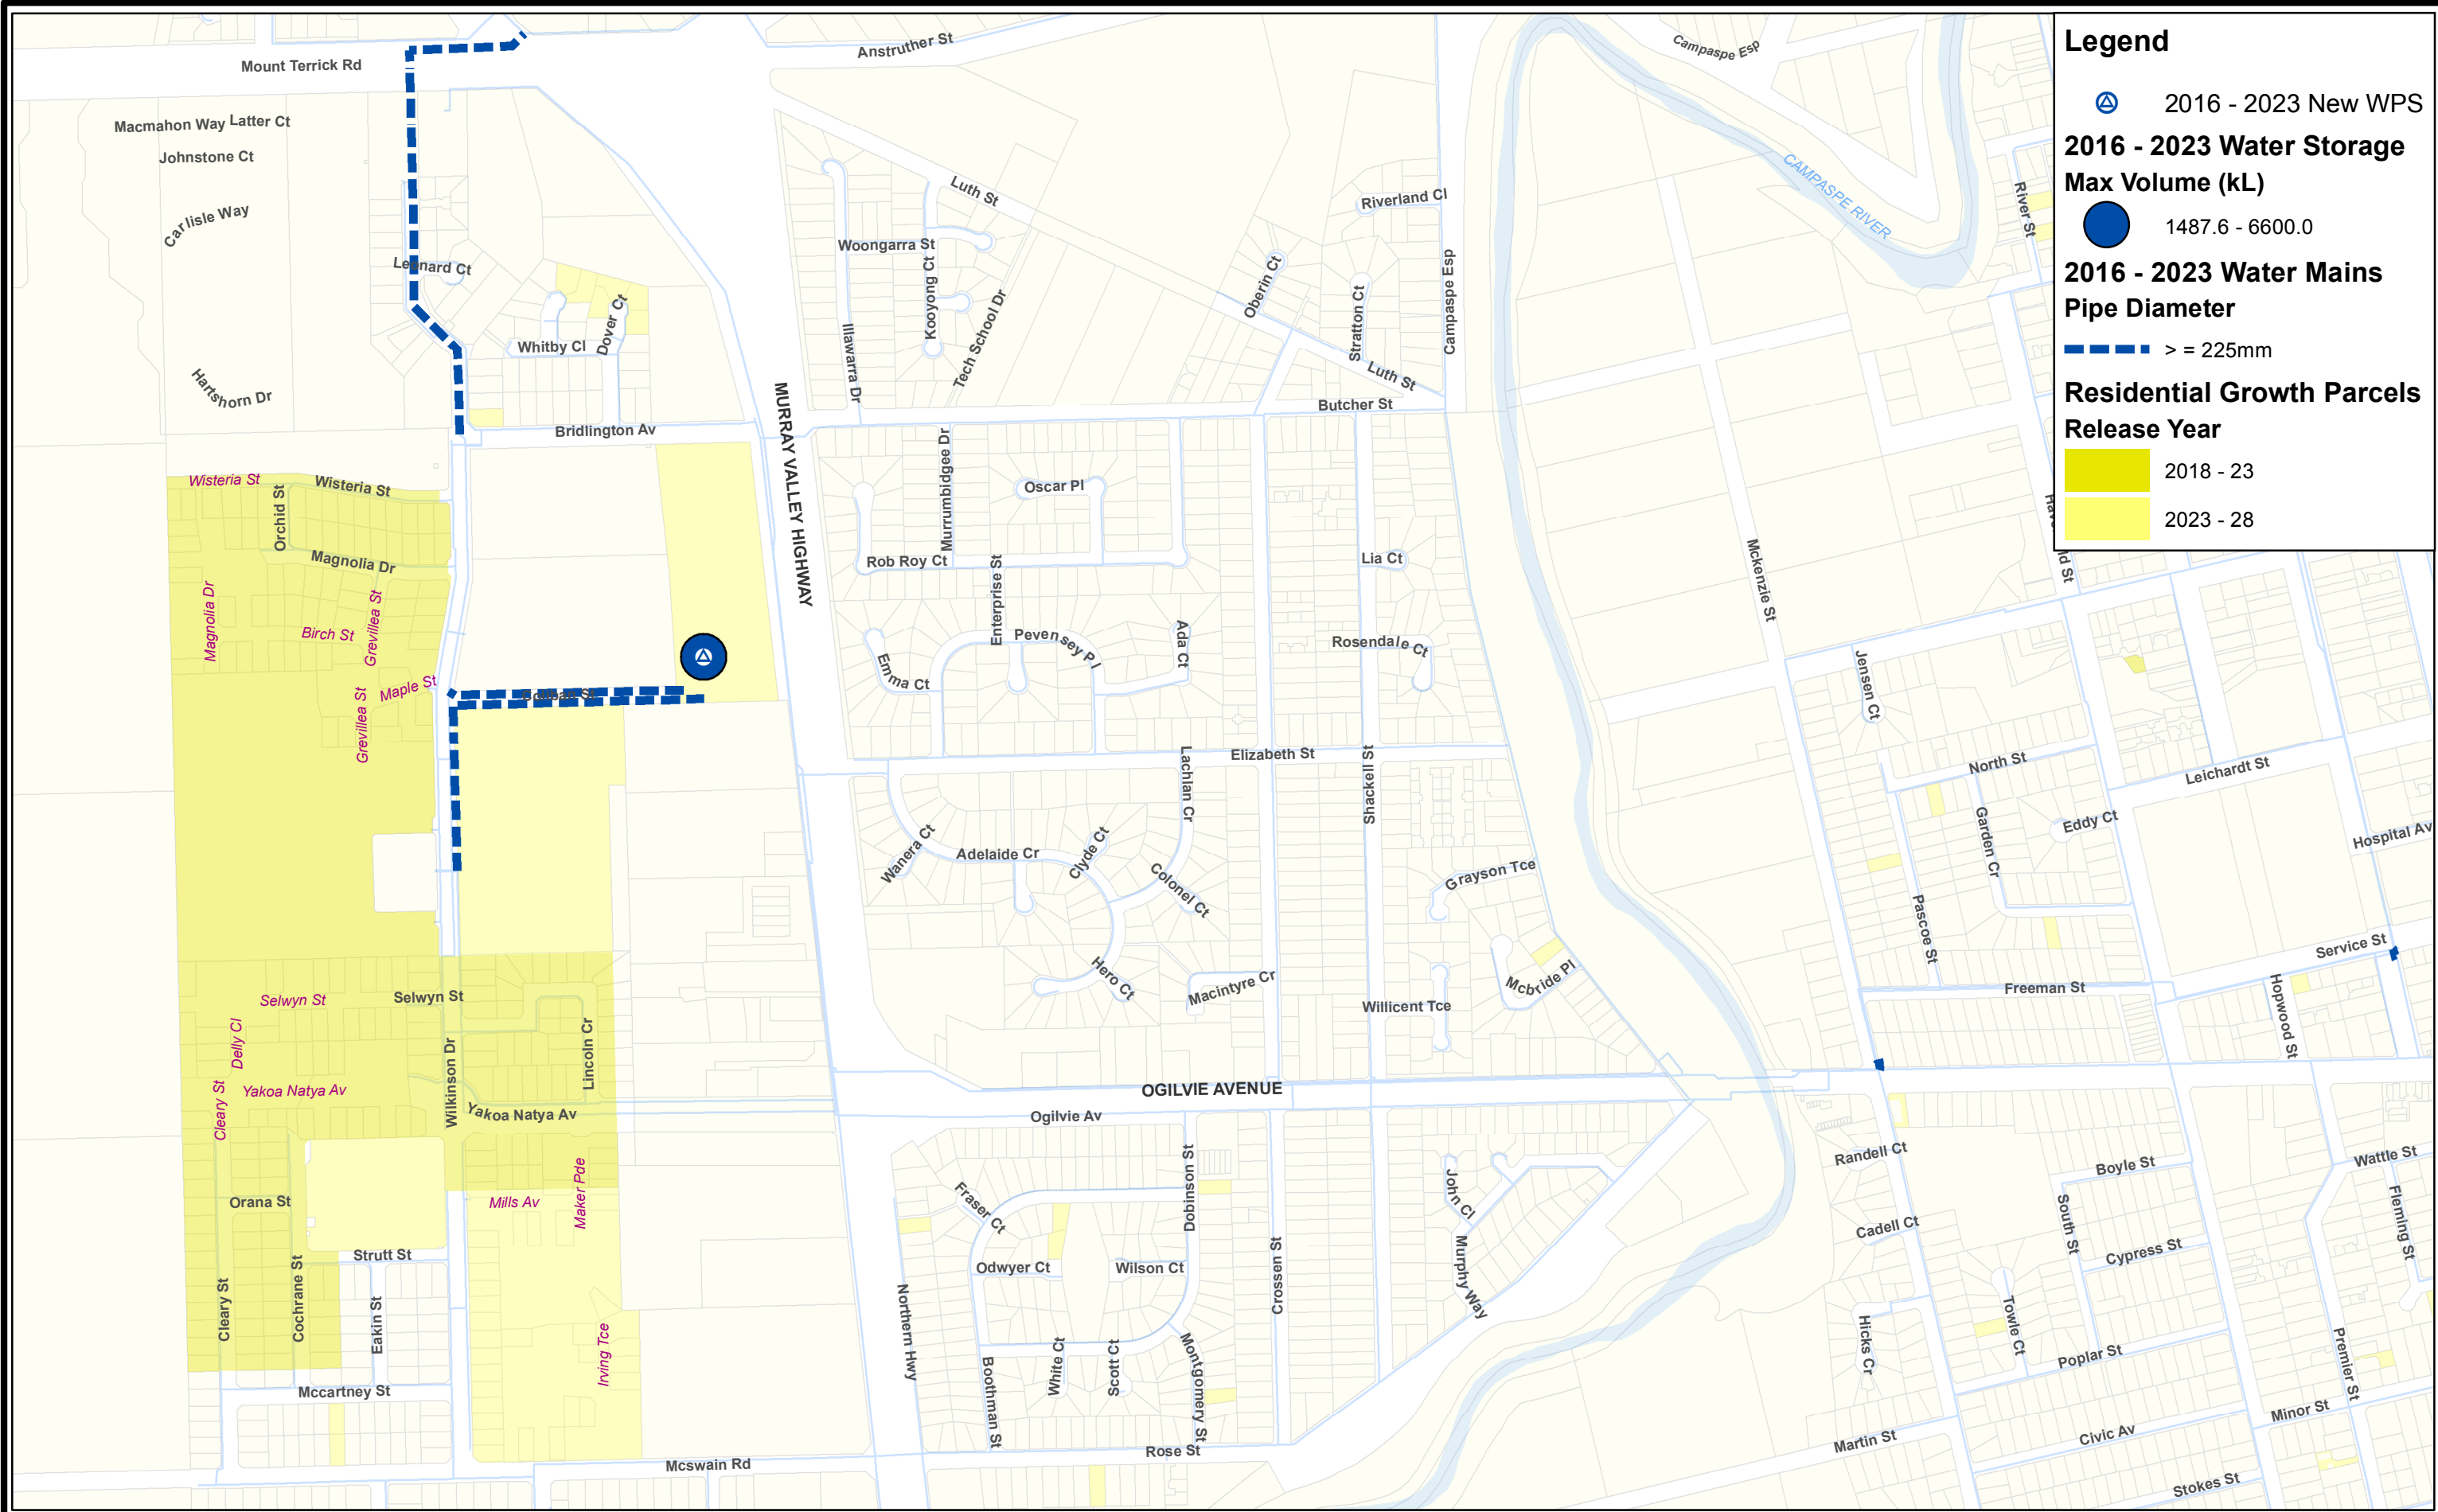 Mount Terrick Rd
Anstruther St
Campaspe Esp
Macmahon Way
Latter Ct
Johnstone Ct
Carlisle Way
Leonard Ct
Luth St
Riverland Cl
CAMPASPE RIVER
River St
Woongarra St
Kooyong Ct
Tech School Dr
Oberin Ct
Stratton Ct
Campaspe Esp
Illawarra Dr
Whitby Cl
Dover Ct
Hartshorn Dr
Luth St
Butcher St
Bridlington Av
MURRAY VALLEY HIGHWAY
Wisteria St
Wisteria St
Orchid St
Magnolia Dr
Magnolia Dr
Birch St
Grevillea St
Maple St
Grevillea St
Murrumbidgee Dr
Oscar Pl
Rob Roy Ct
Enterprise St
Lia Ct
Mckenzie St
Pevensey Pl
Ada Ct
Emma Ct
Rosendale Ct
Jensen Ct
Elizabeth St
Lachlan Cr
Shackell St
North St
Leichardt St
Garden Cr
Eddy Ct
Hospital Av
Wanera Ct
Adelaide Cr
Clyde Ct
Colonel Ct
Grayson Tce
Pascoe St
Service St
Hero Ct
Macintyre Cr
Mcbride Pl
Willicent Tce
Freeman St
Hopwood St
Selwyn St
Selwyn St
Delly Cl
Lincoln Cr
Wilkinson Dr
Cleary St
Yakoa Natya Av
Yakoa Natya Av
OGILVIE AVENUE
Ogilvie Av
Randell Ct
Boyle St
Wattle St
Mills Av
Maker Pde
Orana St
Fraser Ct
Dobinson St
John Cl
Cadell Ct
South St
Cypress St
Fleming St
Strutt St
Cleary St
Cochrane St
Eakin St
Irving Tce
Odwyer Ct
Wilson Ct
Crossen St
Murphy Way
Northern Hwy
Boothman St
White Ct
Scott Ct
Montgomery St
Hicks Cr
Towle Ct
Poplar St
Premier St
Mccartney St
Mcswain Rd
Rose St
Martin St
Civic Av
Minor St
Stokes St
Legend
2016 - 2023 New WPS
2016 - 2023 Water Storage
Max Volume (kL)
1487.6 - 6600.0
2016 - 2023 Water Mains
Pipe Diameter
> = 225mm
Residential Growth Parcels
Release Year
2018 - 23
2023 - 28